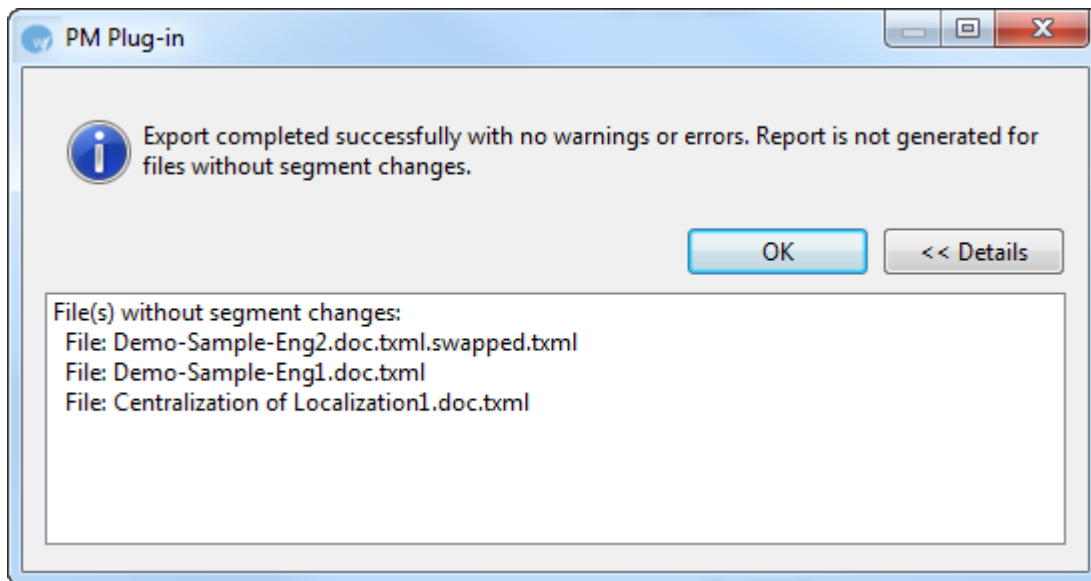 PM Plug-in
Export completed successfully with no warnings or errors. Report is not generated for
files without segment changes.
OK
<< Details
File(s) without segment changes:
File: Demo-Sample-Eng2.doc.txml.swapped.txml
File: Demo-Sample-Eng1.doc.txml
File: Centralization of Localization1.doc.txml